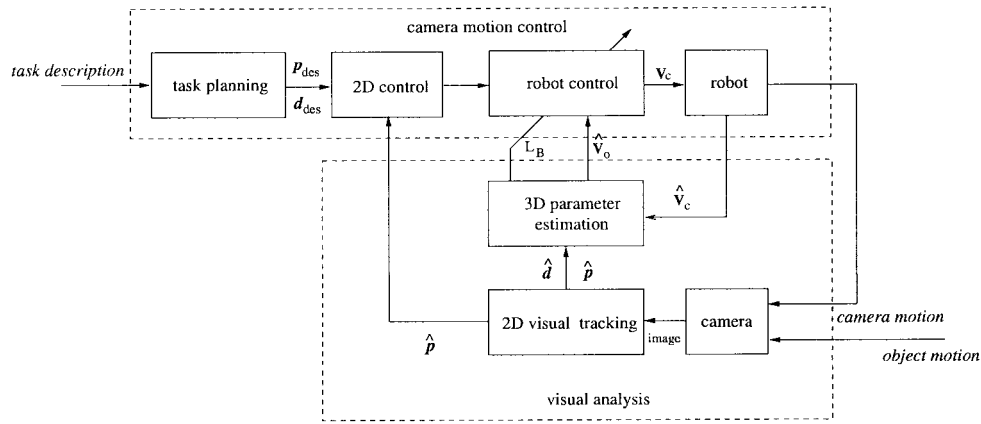 camera motion control
task description
task planning
p_des
d_des
2D control
robot control
v_c
robot
L_B
v̂_o
3D parameter
estimation
v̂_c
d̂
p̂
2D visual tracking
image
camera
camera motion
object motion
p̂
visual analysis